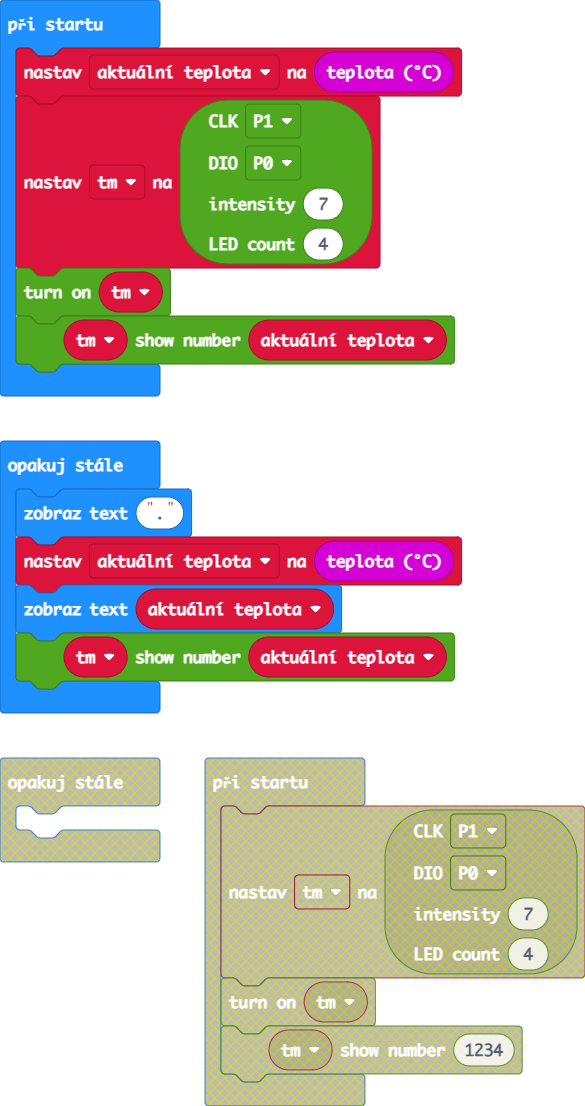 při startu
nastav aktuální teplota na teplota (°C)
CLK P1
DIO P0
nastav tm na
intensity 7
LED count 4
turn on tm
tm show number aktuální teplota
opakuj stále
zobraz text "."
nastav aktuální teplota na teplota (°C)
zobraz text aktuální teplota
tm show number aktuální teplota
opakuj stále
při startu
CLK P1
DIO P0
nastav tm na
intensity 7
LED count 4
turn on tm
tm show number 1234